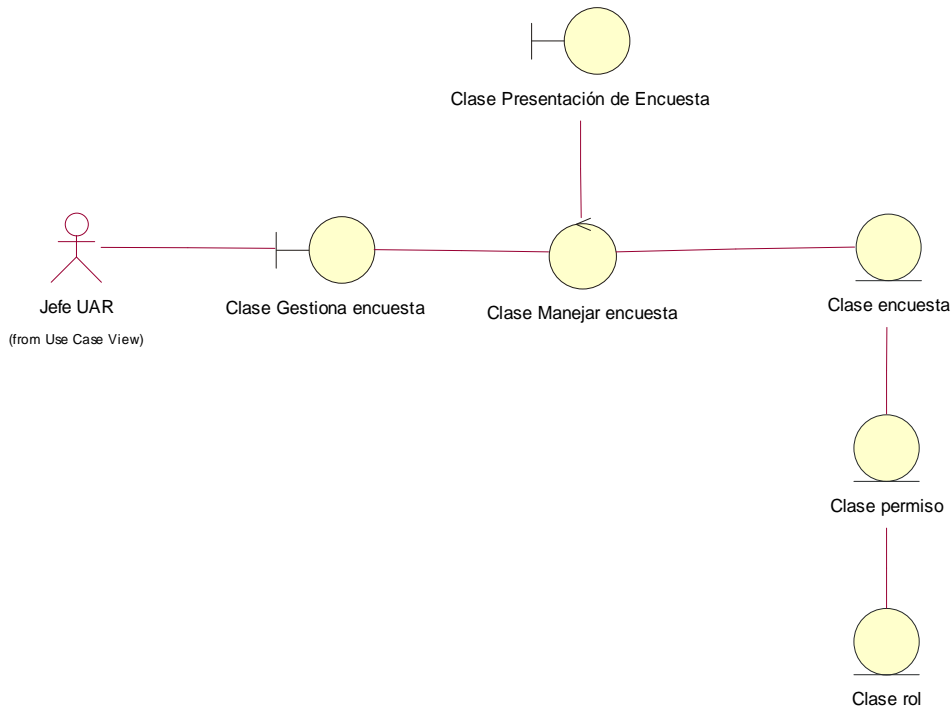 Clase Presentación de Encuesta
Jefe UAR
(from Use Case View)
Clase Gestiona encuesta
Clase Manejar encuesta
Clase encuesta
Clase permiso
Clase rol